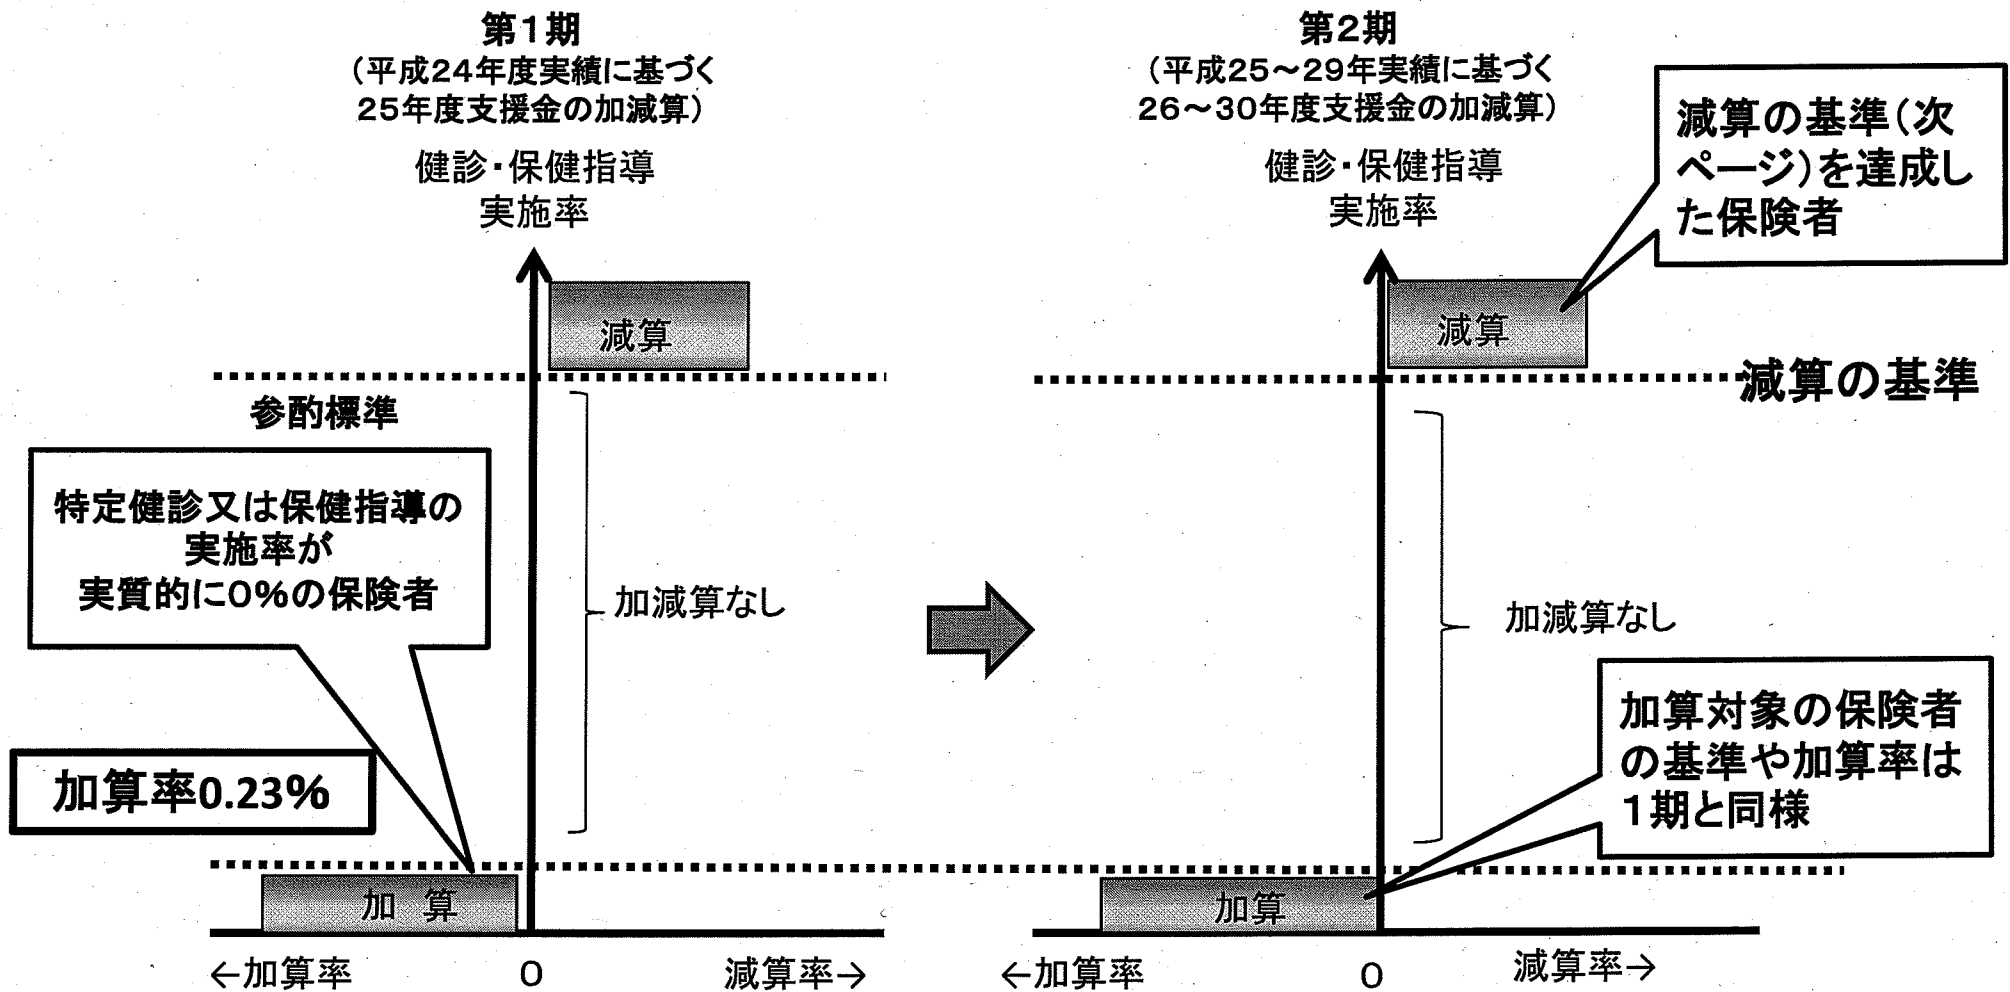 第1期
(平成24年度実績に基づく
25年度支援金の加減算)
健診・保健指導
実施率
減算
参酌標準
特定健診又は保健指導の
実施率が
実質的に0%の保険者
加減算なし
加算率0.23%
加 算
←加算率
0
減算率→
第2期
(平成25~29年実績に基づく
26~30年度支援金の加減算)
健診・保健指導
実施率
減算の基準(次
ページ)を達成し
た保険者
減算
減算の基準
加減算なし
加算対象の保険者
の基準や加算率は
1期と同様
加算
←加算率
0
減算率→